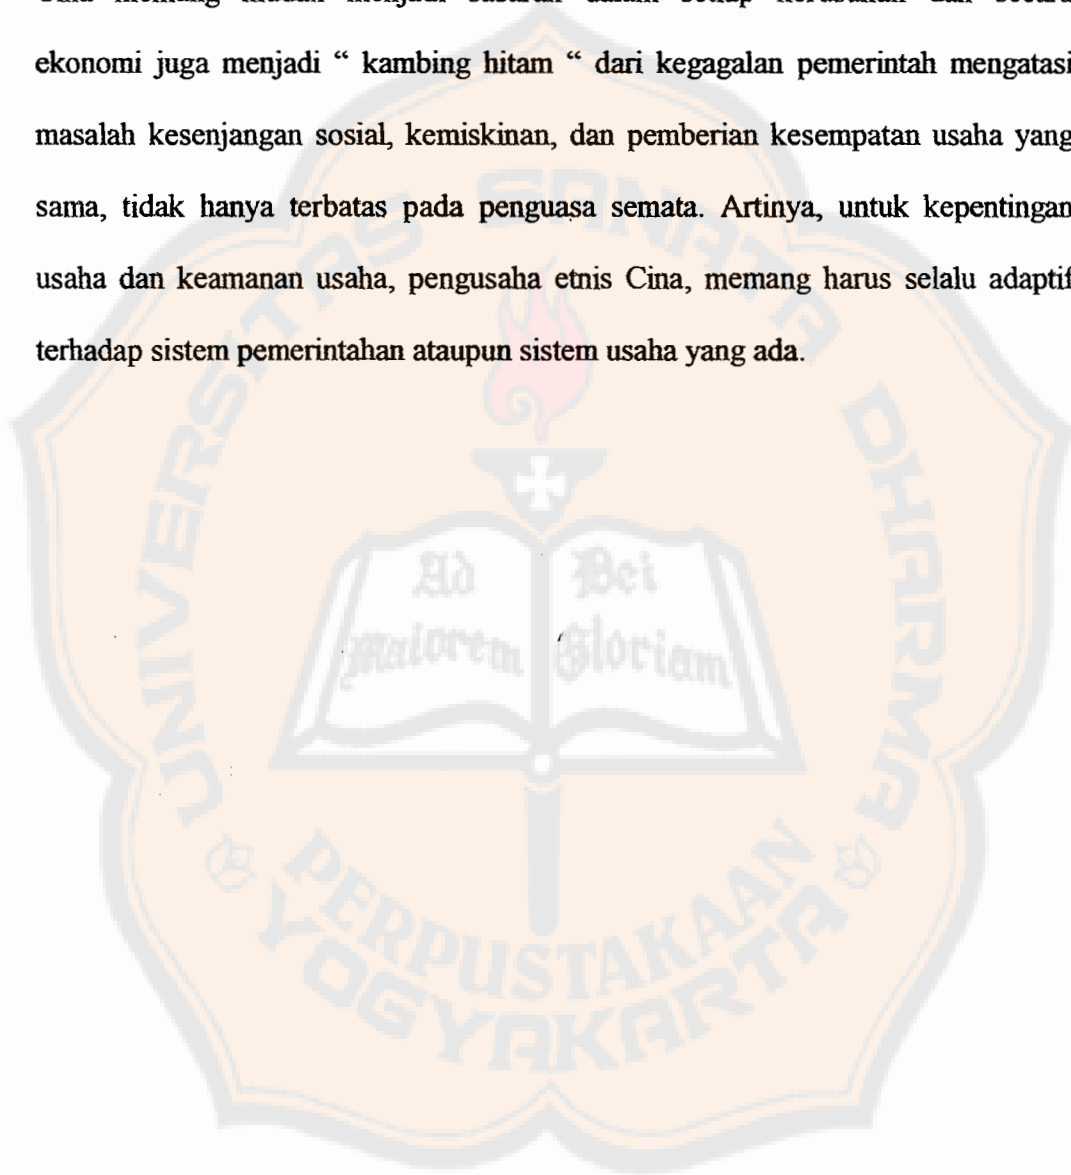 ekonomi juga menjadi “ kambing hitam “ dari kegagalan pemerintah mengatasi
masalah kesenjangan sosial, kemiskinan, dan pemberian kesempatan usaha yang
sama, tidak hanya terbatas pada penguasa semata. Artinya, untuk kepentingan
usaha dan keamanan usaha, pengusaha etnis Cina, memang harus selalu adaptif
terhadap sistem pemerintahan ataupun sistem usaha yang ada.
UNIVERSITAS SANATA DHARMA
Ad Dei
Maiorem Gloriam
PERPUSTAKAAN
YOGYAKARTA